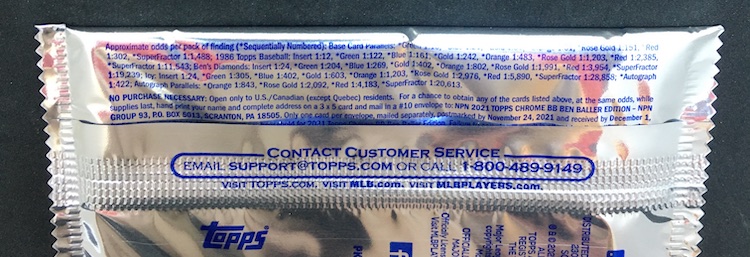 Approximate odds per pack of finding (*Sequentially Numbered): Base Card Parallels: *Green 1:191, *Red
1:302, *SuperFractor 1:1,488; 1986 Topps Baseball: Insert 1:12, *Green 1:122, *Blue 1:161, *Gold 1:242, *Orange 1:483, *Rose Gold 1:1,203, *Red 1:2,385,
*SuperFractor 1:11,543; Ben's Diamonds: Insert 1:24, *Green 1:204, *Blue 1:269, *Gold 1:402, *Orange 1:802, *Rose Gold 1:1,991, *Red 1:3,954, *SuperFractor
1:19,239; Icy: Insert 1:24, *Green 1:305, *Blue 1:402, *Gold 1:603, *Orange 1:1,203, *Rose Gold 1:2,976, *Red 1:5,890, *SuperFractor 1:28,858; *Autograph
1:422, Autograph Parallels: *Orange 1:843, *Rose Gold 1:2,092, *Red 1:4,183, *SuperFractor 1:20,613.
NO PURCHASE NECESSARY: Open only to U.S./Canadian (except Quebec) residents. For a chance to obtain any of the cards listed above, at the same odds, while
supplies last, hand print your name and complete address on a 3 x 5 card and mail in a #10 envelope to: NPN 2021 TOPPS CHROME BB BEN BALLER EDITION - NPN
GROUP 93, P.O. BOX 5013, SCRANTON, PA 18505. Only one card per envelope, mailed separately, postmarked by November 24, 2021 and received by December 1,
CONTACT CUSTOMER SERVICE
EMAIL SUPPORT@TOPPS.COM OR CALL 1-800-489-9149
VISIT TOPPS.COM. VISIT MLB.com. VISIT MLBPLAYERS.com.
topps